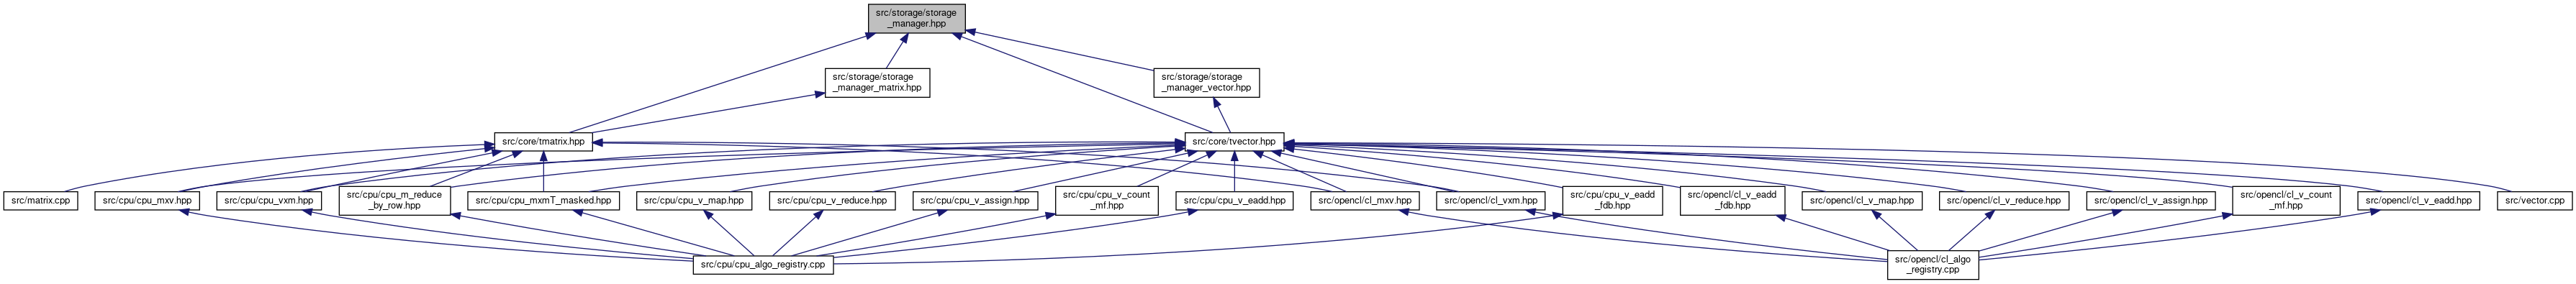 src/storage/storage
_manager.hpp
src/storage/storage
_manager_matrix.hpp
src/storage/storage
_manager_vector.hpp
src/core/tmatrix.hpp
src/core/tvector.hpp
src/matrix.cpp
src/cpu/cpu_mxv.hpp
src/cpu/cpu_vxm.hpp
src/cpu/cpu_m_reduce
_by_row.hpp
src/cpu/cpu_mxmT_masked.hpp
src/cpu/cpu_v_map.hpp
src/cpu/cpu_v_reduce.hpp
src/cpu/cpu_v_assign.hpp
src/cpu/cpu_v_count
_mf.hpp
src/cpu/cpu_v_eadd.hpp
src/opencl/cl_mxv.hpp
src/opencl/cl_vxm.hpp
src/cpu/cpu_v_eadd
_fdb.hpp
src/opencl/cl_v_eadd
_fdb.hpp
src/opencl/cl_v_map.hpp
src/opencl/cl_v_reduce.hpp
src/opencl/cl_v_assign.hpp
src/opencl/cl_v_count
_mf.hpp
src/opencl/cl_v_eadd.hpp
src/vector.cpp
src/cpu/cpu_algo_registry.cpp
src/opencl/cl_algo
_registry.cpp